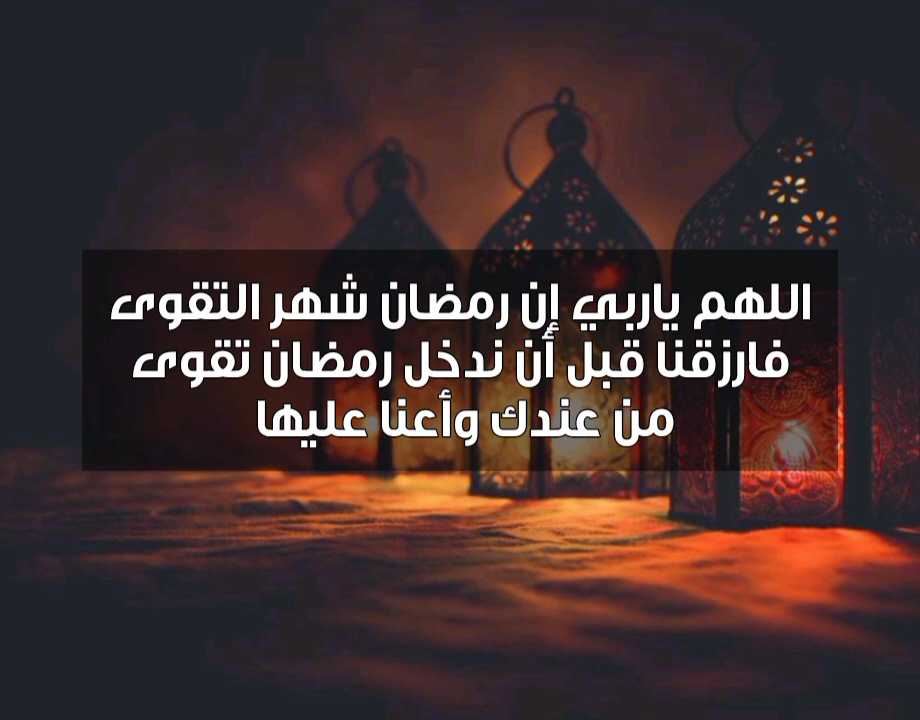 اللهم ياربي إن رمضان شهر التقوى
فارزقنا قبل أن ندخل رمضان تقوى
من عندك وأعنا عليها